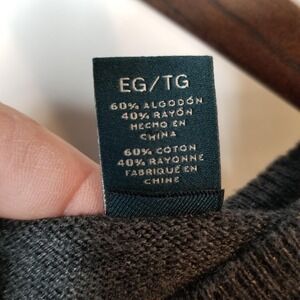 EG/TG
60% ALGODÓN
40% RAYÓN
HECHO EN
CHINA
60% COTON
40% RAYONNE
FABRIQUÉ EN
CHINE